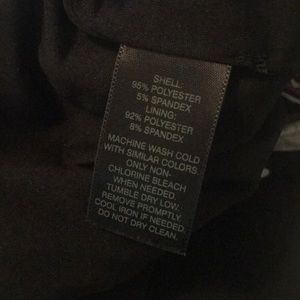 SHELL:
95% POLYESTER
5% SPANDEX
LINING:
92% POLYESTER
8% SPANDEX
MACHINE WASH COLD
WITH SIMILAR COLORS.
ONLY NON-
CHLORINE BLEACH
WHEN NEEDED.
TUMBLE DRY LOW.
REMOVE PROMPTLY.
COOL IRON IF NEEDED.
DO NOT DRY CLEAN.